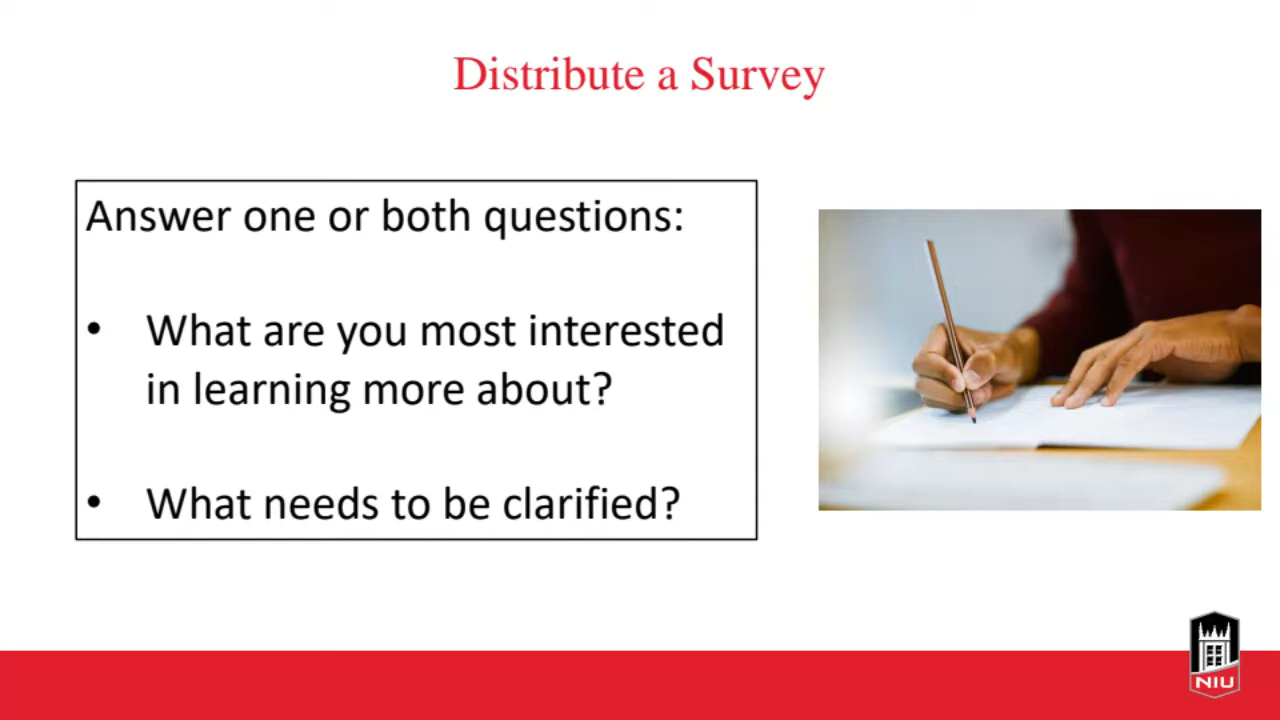 Distribute a Survey
Answer one or both questions:
• What are you most interested
in learning more about?
• What needs to be clarified?
NIU